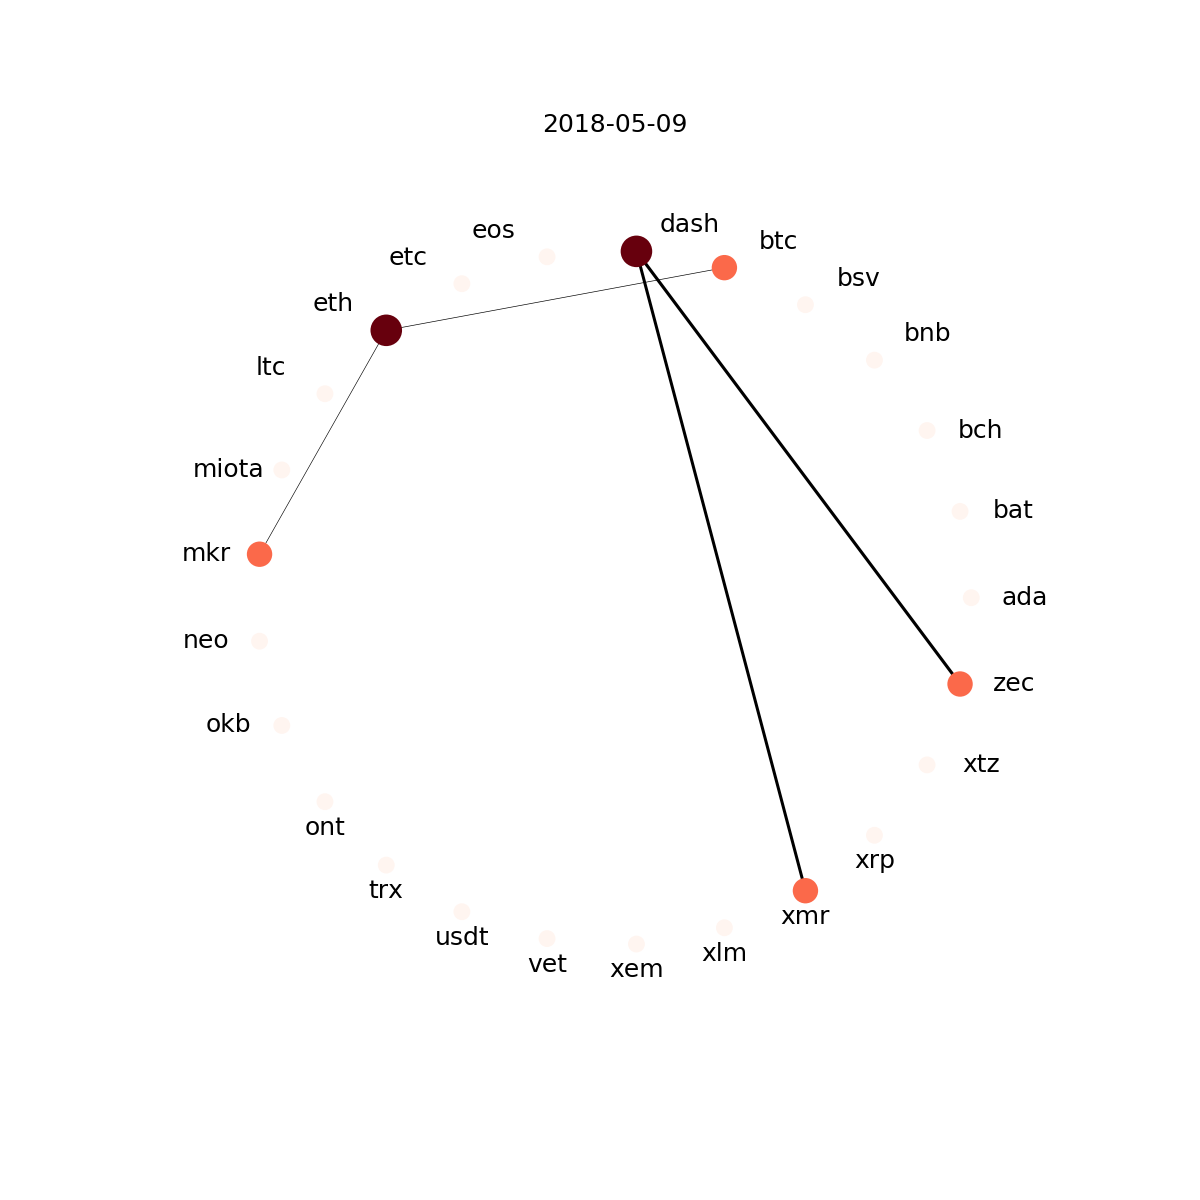 2018-05-09
dash
eos
btc
etc
bsv
eth
bnb
ltc
bch
miota
bat
mkr
ada
neo
zec
okb
xtz
ont
xrp
trx
xmr
usdt
xlm
vet
xem